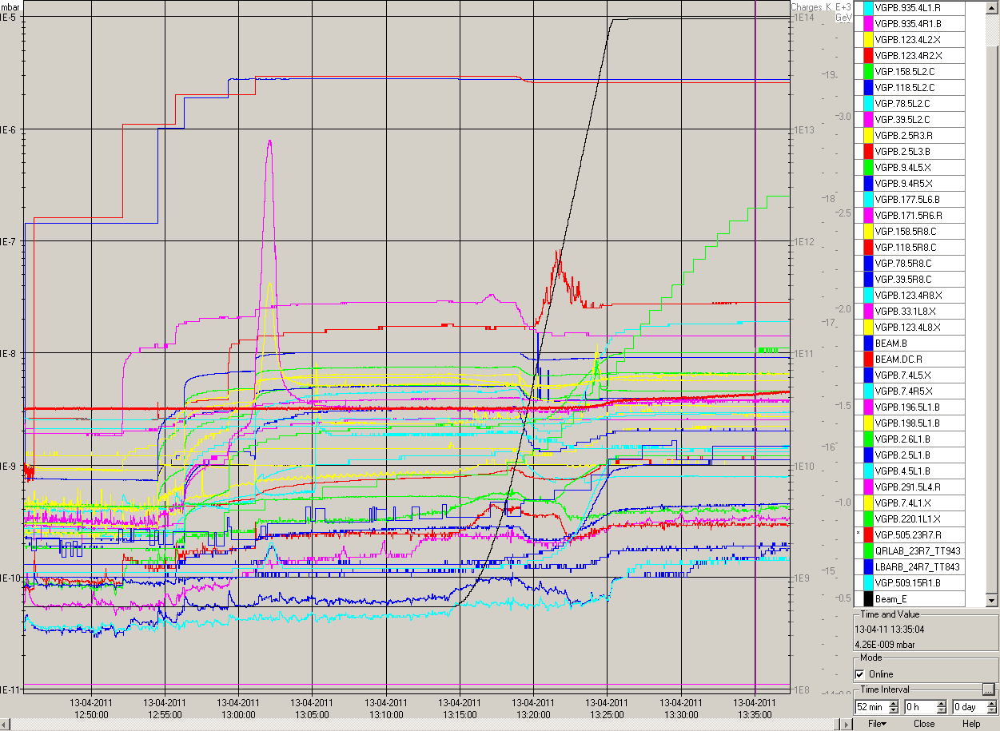 mbar
1E-5
1E-6
1E-7
1E-8
1E-9
1E-10
1E-11
Charges K E+3
GeV
1E14
1E13
1E12
1E11
1E10
1E9
1E8
19
18
17
16
15
3.0
2.5
2.0
1.5
1.0
0.5
13-04-2011 13-04-2011 13-04-2011 13-04-2011 13-04-2011 13-04-2011 13-04-2011 13-04-2011 13-04-2011 13-04-2011
12:50:00 12:55:00 13:00:00 13:05:00 13:10:00 13:15:00 13:20:00 13:25:00 13:30:00 13:35:00
VGPB.935.4L1.R
VGPB.935.4R1.B
VGPB.123.4L2.X
VGPB.123.4R2.X
VGP.158.5L2.C
VGP.118.5L2.C
VGP.78.5L2.C
VGP.39.5L2.C
VGPB.2.5R3.R
VGPB.2.5L3.B
VGPB.9.4L5.X
VGPB.9.4R5.X
VGPB.177.5L6.B
VGPB.171.5R6.R
VGP.158.5R8.C
VGP.118.5R8.C
VGP.78.5R8.C
VGP.39.5R8.C
VGPB.123.4R8.X
VGPB.33.1L8.X
VGPB.123.4L8.X
BEAM.B
BEAM.DC.R
VGPB.7.4L5.X
VGPB.7.4R5.X
VGPB.196.5L1.B
VGPB.198.5L1.B
VGPB.2.6L1.B
VGPB.2.5L1.B
VGPB.4.5L1.B
VGPB.291.5L4.R
VGPB.7.4L1.X
VGPB.220.1L1.X
* VGP.505.23R7.R
QRLAB_23R7_TT943
LBARB_24R7_TT843
VGP.509.15R1.B
Beam_E
Time and Value
13-04-11 13:35:04
4.26E-009 mbar
Mode
Online
Time Interval
...
52 min 0 h 0 day
File Close Help